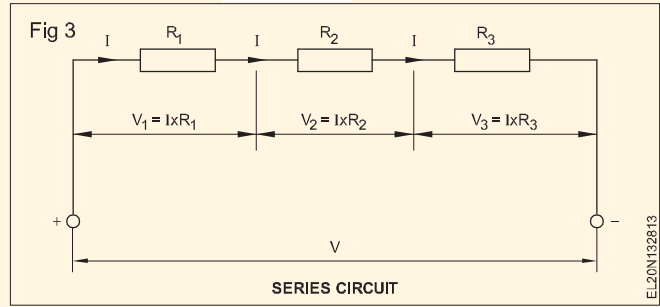 Fig 3
I R₁ I R₂ I R₃
V₁ = IxR₁ V₂ = IxR₂ V₃ = IxR₃
+ −
V
SERIES CIRCUIT
EL20N132813